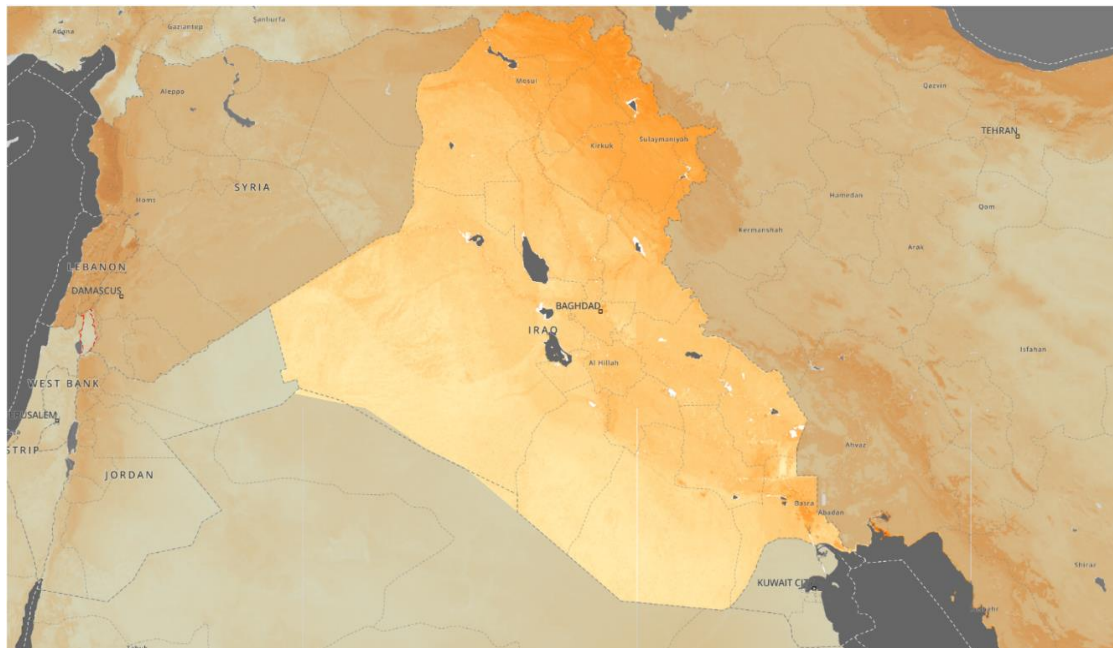 Adana
Gaziantep
Şanlıurfa
Aleppo
Mosul
Qazvin
TEHRAN
Kirkuk
Sulaymaniyah
SYRIA
Homs
Hamedan
Qom
Kermanshah
Arak
LEBANON
DAMASCUS
BAGHDAD
IRAQ
Al Hillah
Isfahan
WEST BANK
JERUSALEM
STRIP
Ahvaz
JORDAN
Basra
Abadan
Shiraz
KUWAIT CIT